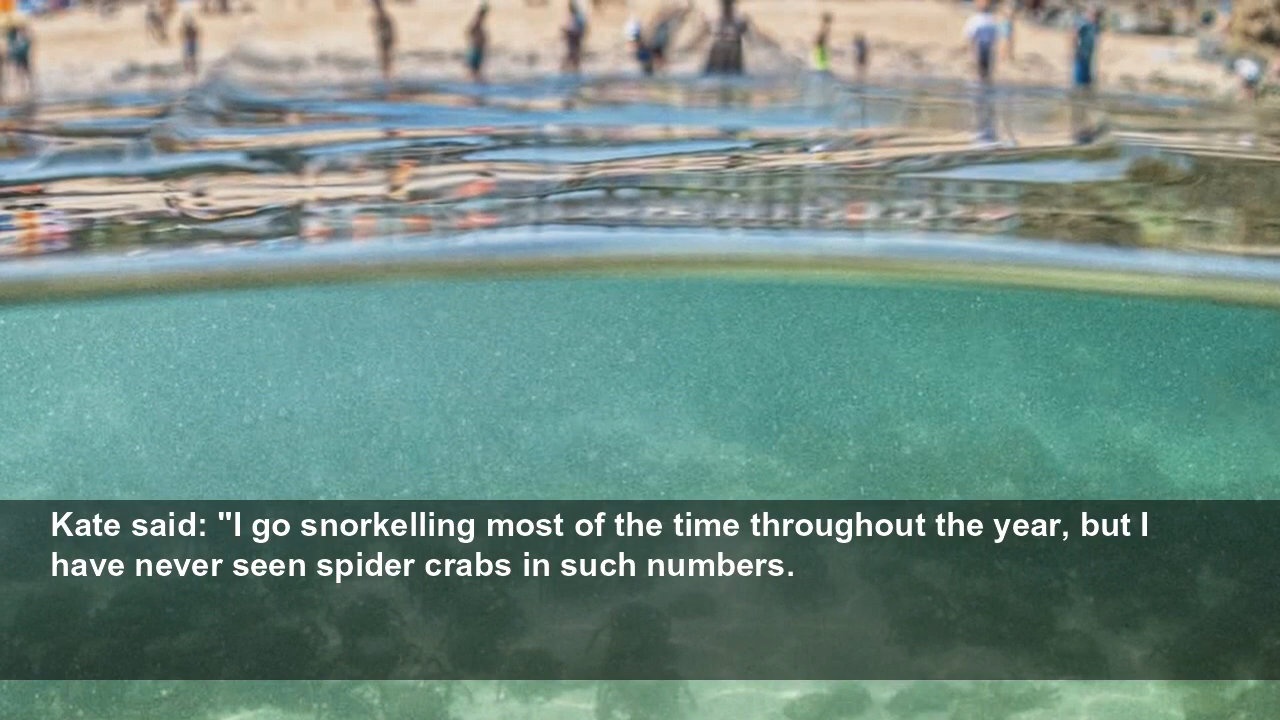 Kate said: "I go snorkelling most of the time throughout the year, but I
have never seen spider crabs in such numbers.